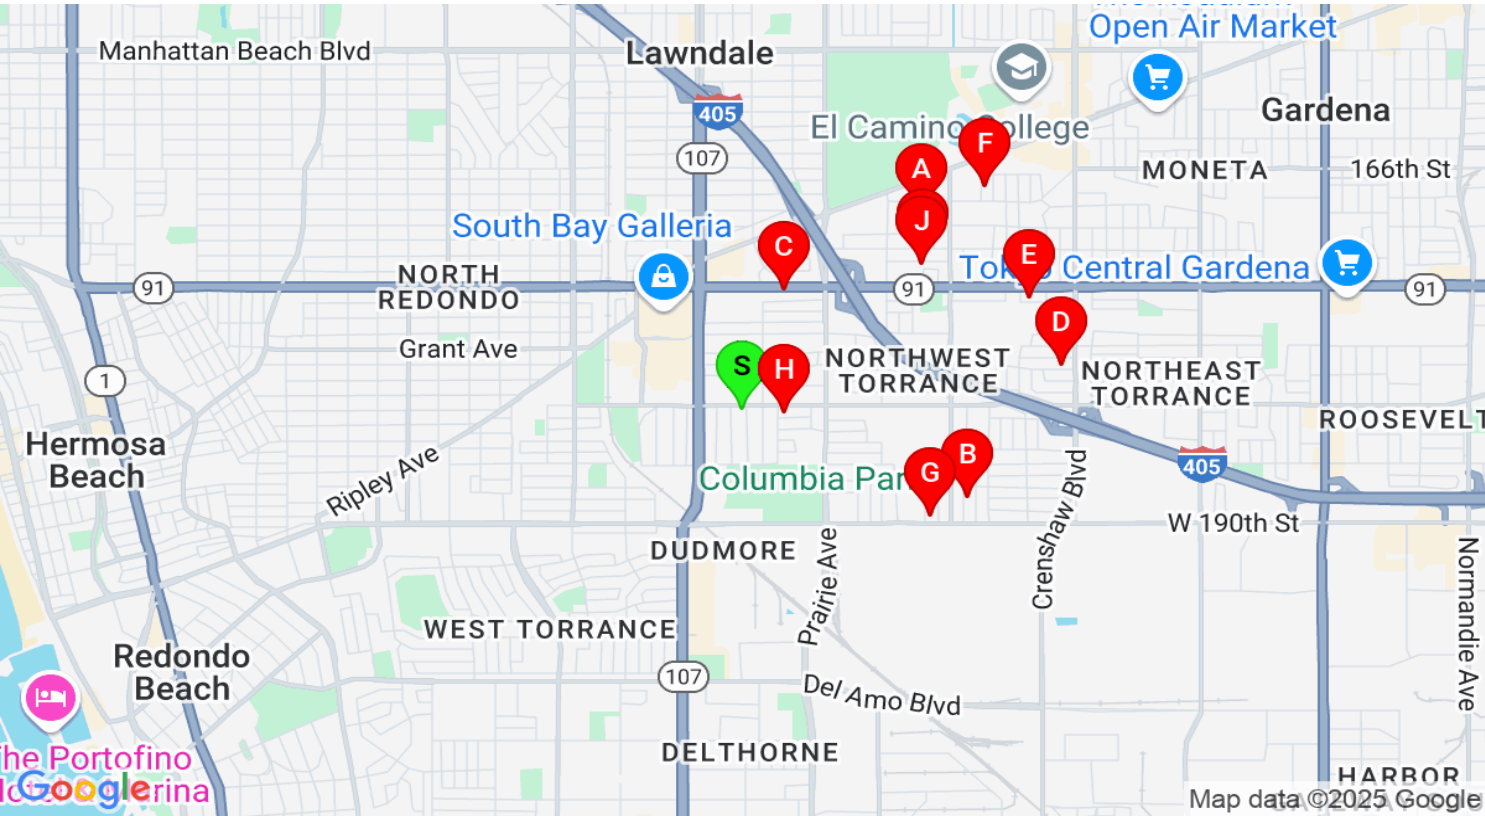 Open Air Market
Manhattan Beach Blvd
Lawndale
405
Gardena
El Camino College
F
107
A
MONETA
166th St
South Bay Galleria
J
C
E
Tokyo Central Gardena
NORTH
REDONDO
91
91
91
D
Grant Ave
S
H
NORTHWEST
TORRANCE
1
NORTHEAST
TORRANCE
ROOSEVELT
Hermosa
Beach
Ripley Ave
Columbia Par
G
B
405
Crenshaw Blvd
W 190th St
DUDMORE
Prairie Ave
Normandie Ave
WEST TORRANCE
Redondo
Beach
107
Del Amo Blvd
DELTHORNE
he Portofino
Google
arina
HARBOR
Map data ©2025 Google